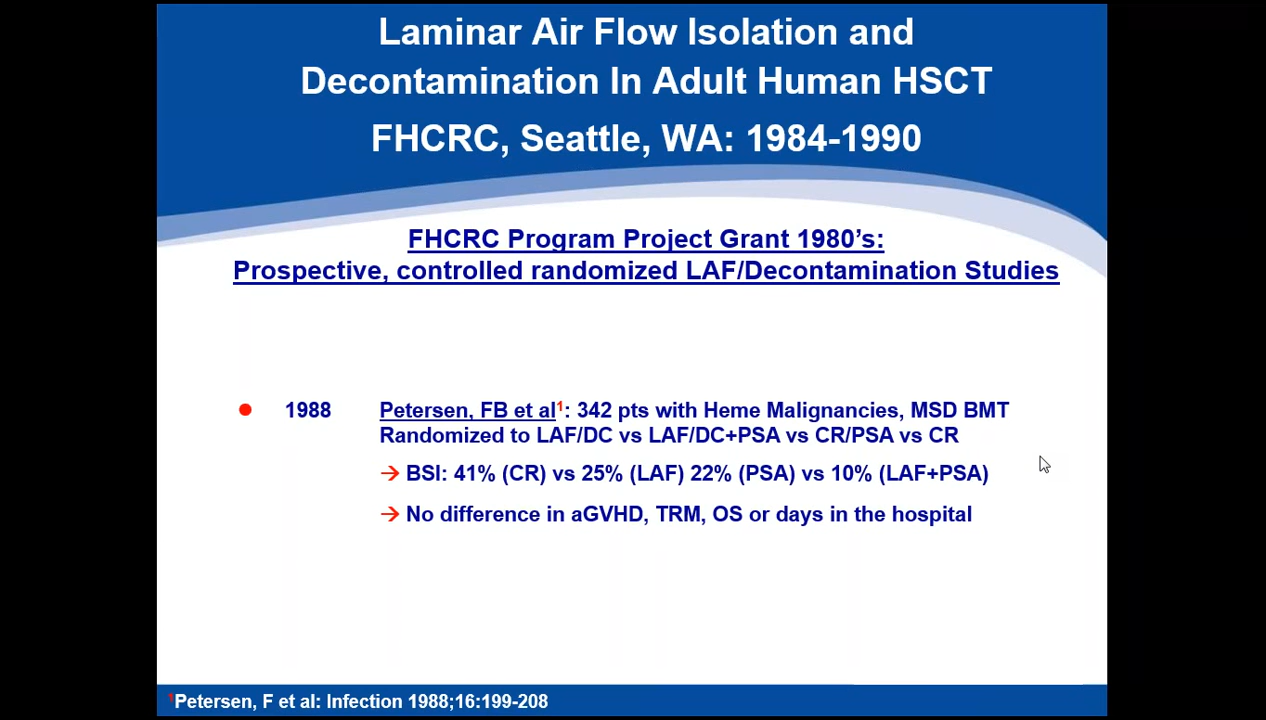 Laminar Air Flow Isolation and
Decontamination In Adult Human HSCT
FHCRC, Seattle, WA: 1984-1990
FHCRC Program Project Grant 1980’s:
Prospective, controlled randomized LAF/Decontamination Studies
● 1988 Petersen, FB et al¹: 342 pts with Heme Malignancies, MSD BMT
Randomized to LAF/DC vs LAF/DC+PSA vs CR/PSA vs CR
→ BSI: 41% (CR) vs 25% (LAF) 22% (PSA) vs 10% (LAF+PSA)
→ No difference in aGVHD, TRM, OS or days in the hospital
¹Petersen, F et al: Infection 1988;16:199-208